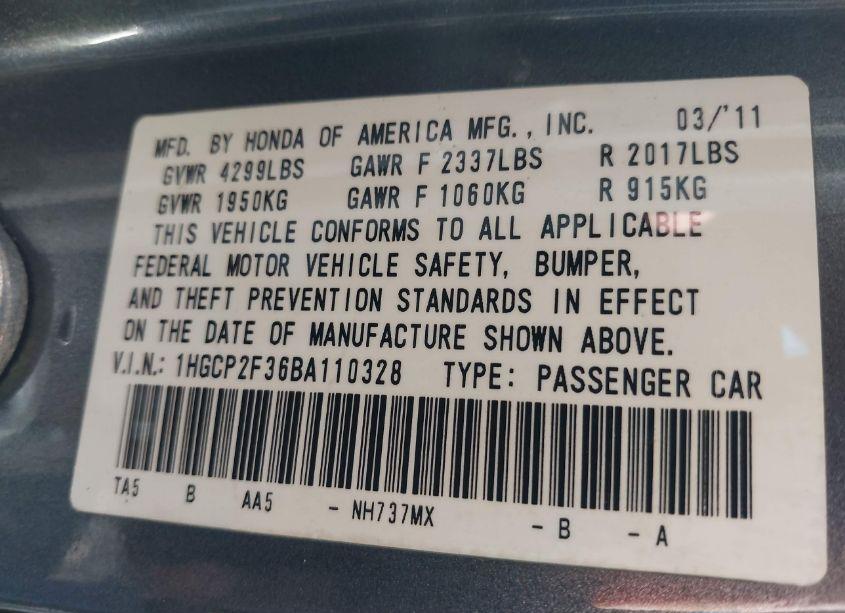 MFD. BY HONDA OF AMERICA MFG., INC. 03/'11
GVWR 4299LBS GAWR F 2337LBS R 2017LBS
GVWR 1950KG GAWR F 1060KG R 915KG
THIS VEHICLE CONFORMS TO ALL APPLICABLE
FEDERAL MOTOR VEHICLE SAFETY, BUMPER,
AND THEFT PREVENTION STANDARDS IN EFFECT
ON THE DATE OF MANUFACTURE SHOWN ABOVE.
V.I.N.: 1HGCP2F36BA110328 TYPE: PASSENGER CAR
TA5 B AA5 - NH737MX - B - A